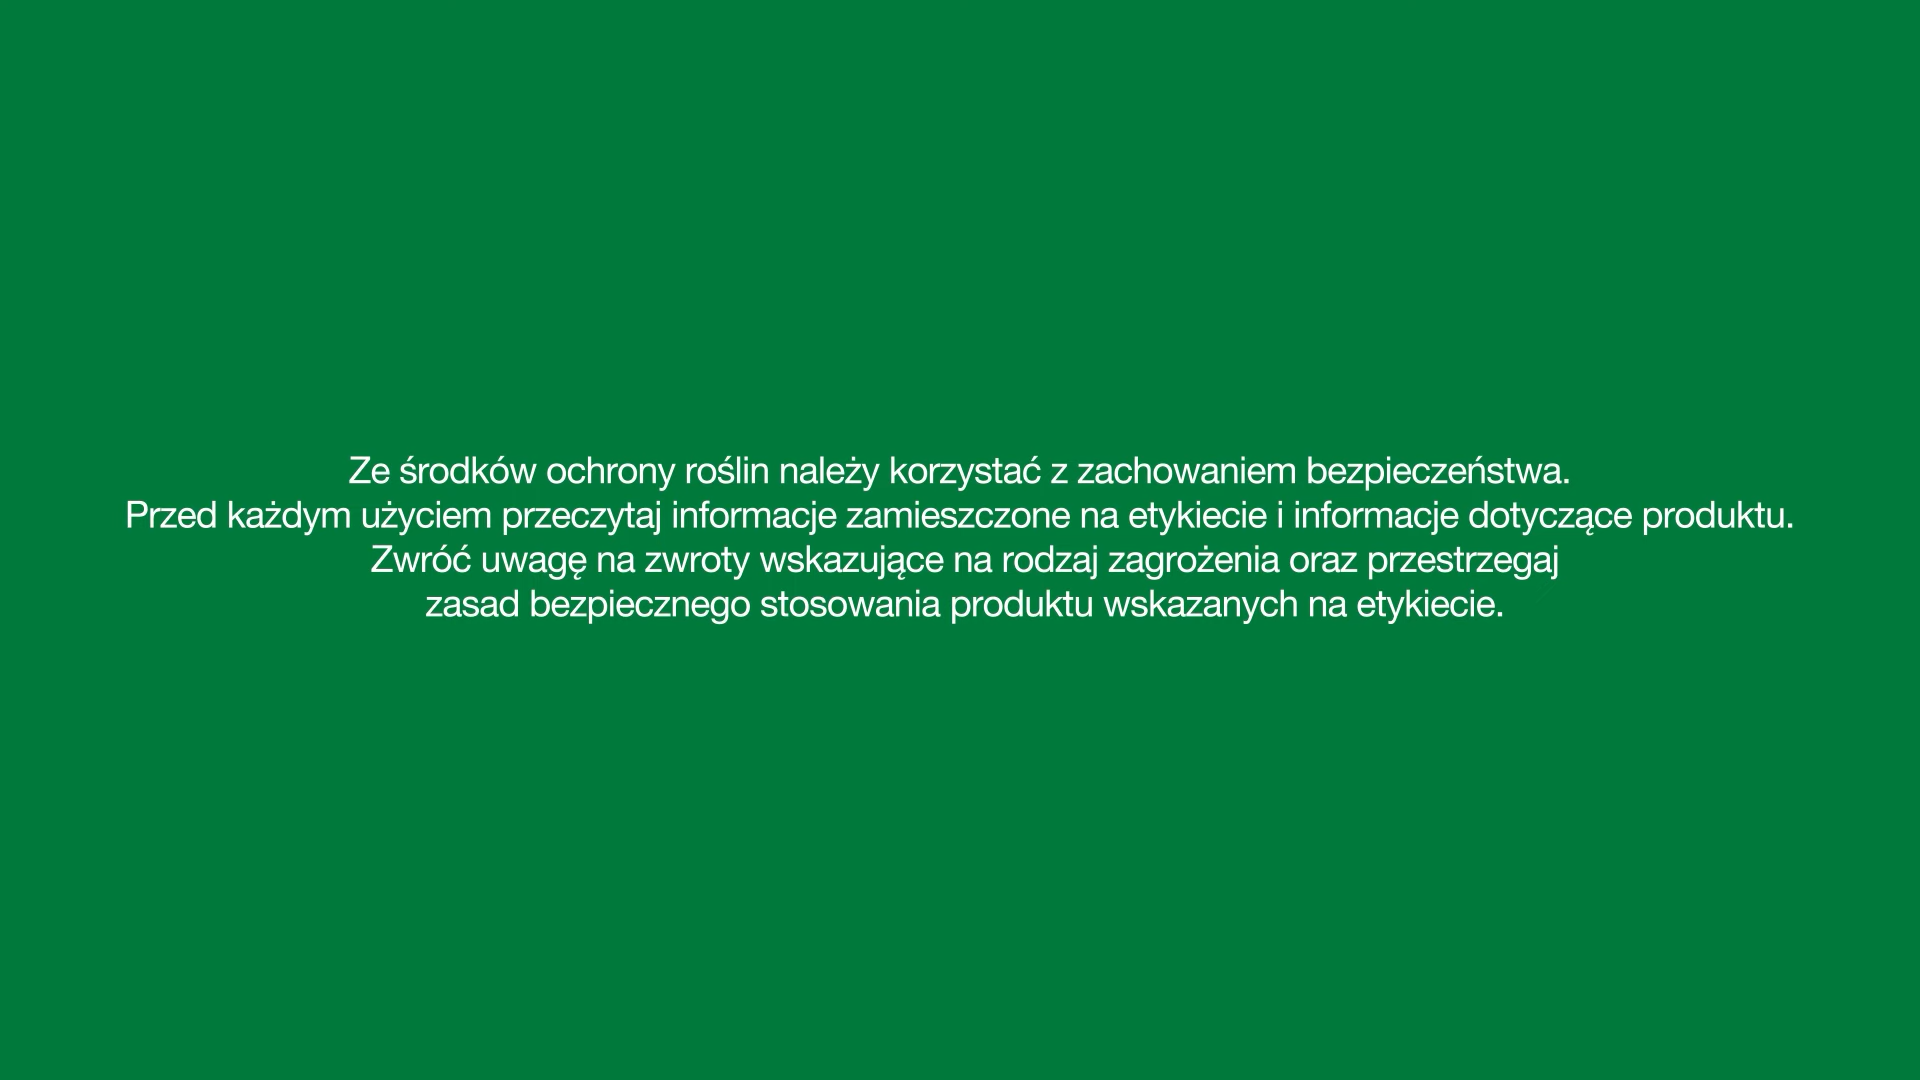 Ze środków ochrony roślin należy korzystać z zachowaniem bezpieczeństwa.
Przed każdym użyciem przeczytaj informacje zamieszczone na etykiecie i informacje dotyczące produktu.
Zwróć uwagę na zwroty wskazujące na rodzaj zagrożenia oraz przestrzegaj
zasad bezpiecznego stosowania produktu wskazanych na etykiecie.